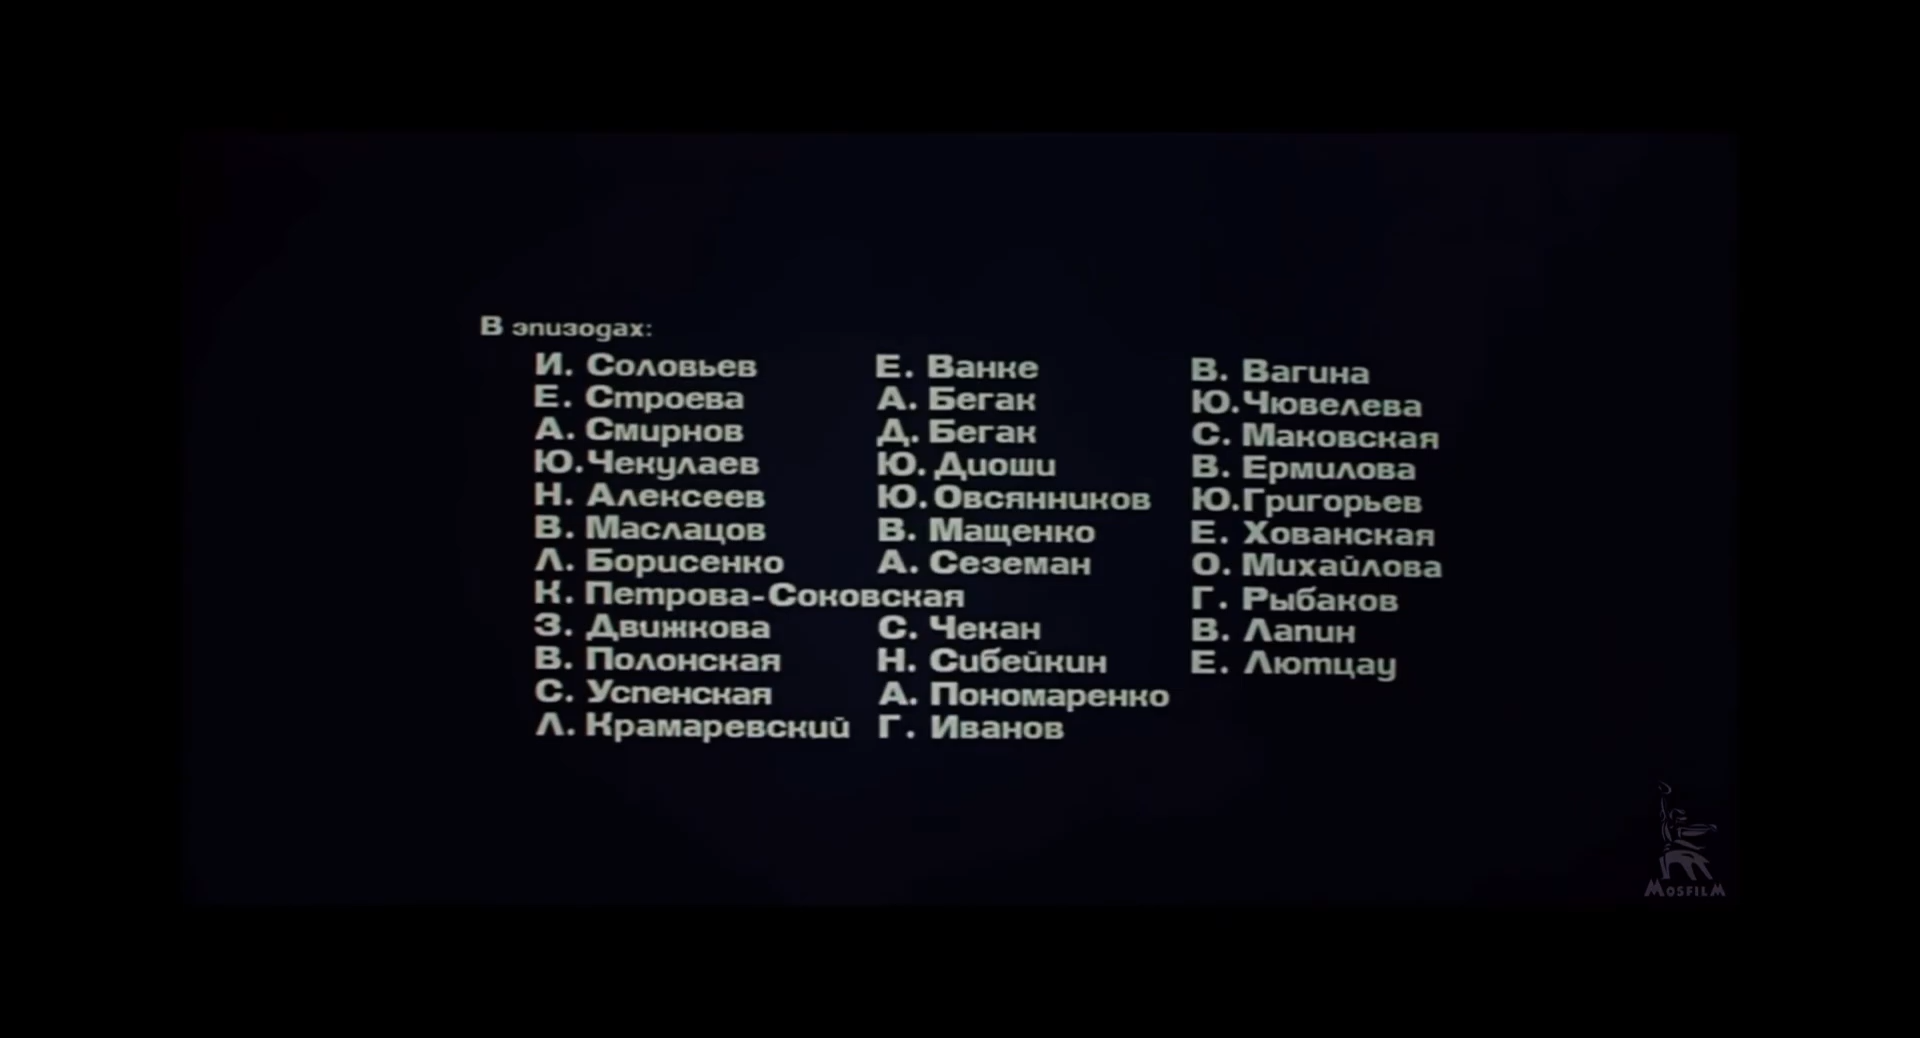 В эпизодах:
И. Соловьев
Е. Строева
А. Смирнов
Ю. Чекулаев
Н. Алексеев
В. Маслацов
Л. Борисенко
К. Петрова-Соковская
З. Движкова
В. Полонская
С. Успенская
Л. Крамаревский
Е. Ванке
А. Бегак
Д. Бегак
Ю. Диоши
Ю. Овсянников
В. Мащенко
А. Сеземан
С. Чекан
Н. Сибейкин
А. Пономаренко
Г. Иванов
В. Вагина
Ю. Чювелева
С. Маковская
В. Ермилова
Ю. Григорьев
Е. Хованская
О. Михайлова
Г. Рыбаков
В. Лапин
Е. Лютцау
MOSFILM